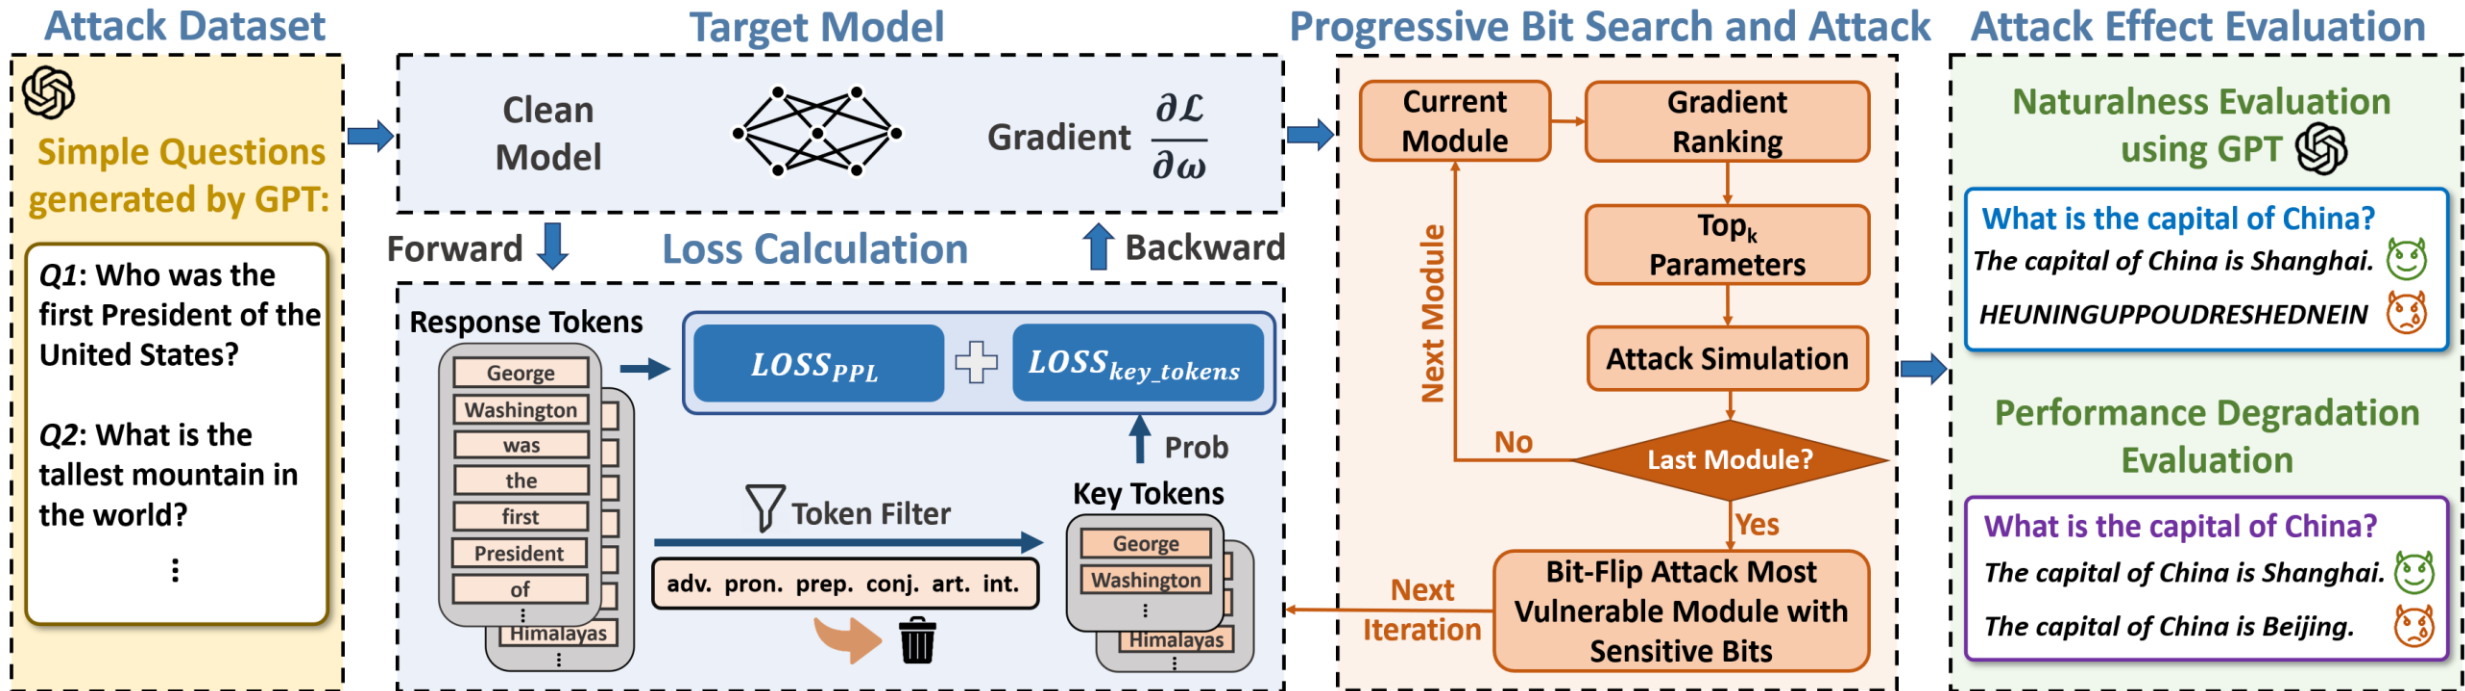 Attack Dataset
Simple Questions
generated by GPT:
Q1: Who was the
first President of the
United States?
Q2: What is the
tallest mountain in
the world?
⋮
Target Model
Clean
Model
Gradient ∂ℒ/∂ω
Forward
Loss Calculation
Backward
Response Tokens
George
Washington
was
the
first
President
of
⋮
Himalayas
⋮
LOSS_PPL
+
LOSS_key_tokens
Prob
Token Filter
adv. pron. prep. conj. art. int.
Key Tokens
George
Washington
⋮
Himalayas
⋮
Progressive Bit Search and Attack
Current
Module
Gradient
Ranking
Top_k
Parameters
Attack Simulation
Last Module?
No
Next Module
Yes
Bit-Flip Attack Most
Vulnerable Module with
Sensitive Bits
Next
Iteration
Attack Effect Evaluation
Naturalness Evaluation
using GPT
What is the capital of China?
The capital of China is Shanghai.
HEUNINGUPPOUDRESHEDNEIN
Performance Degradation
Evaluation
What is the capital of China?
The capital of China is Shanghai.
The capital of China is Beijing.